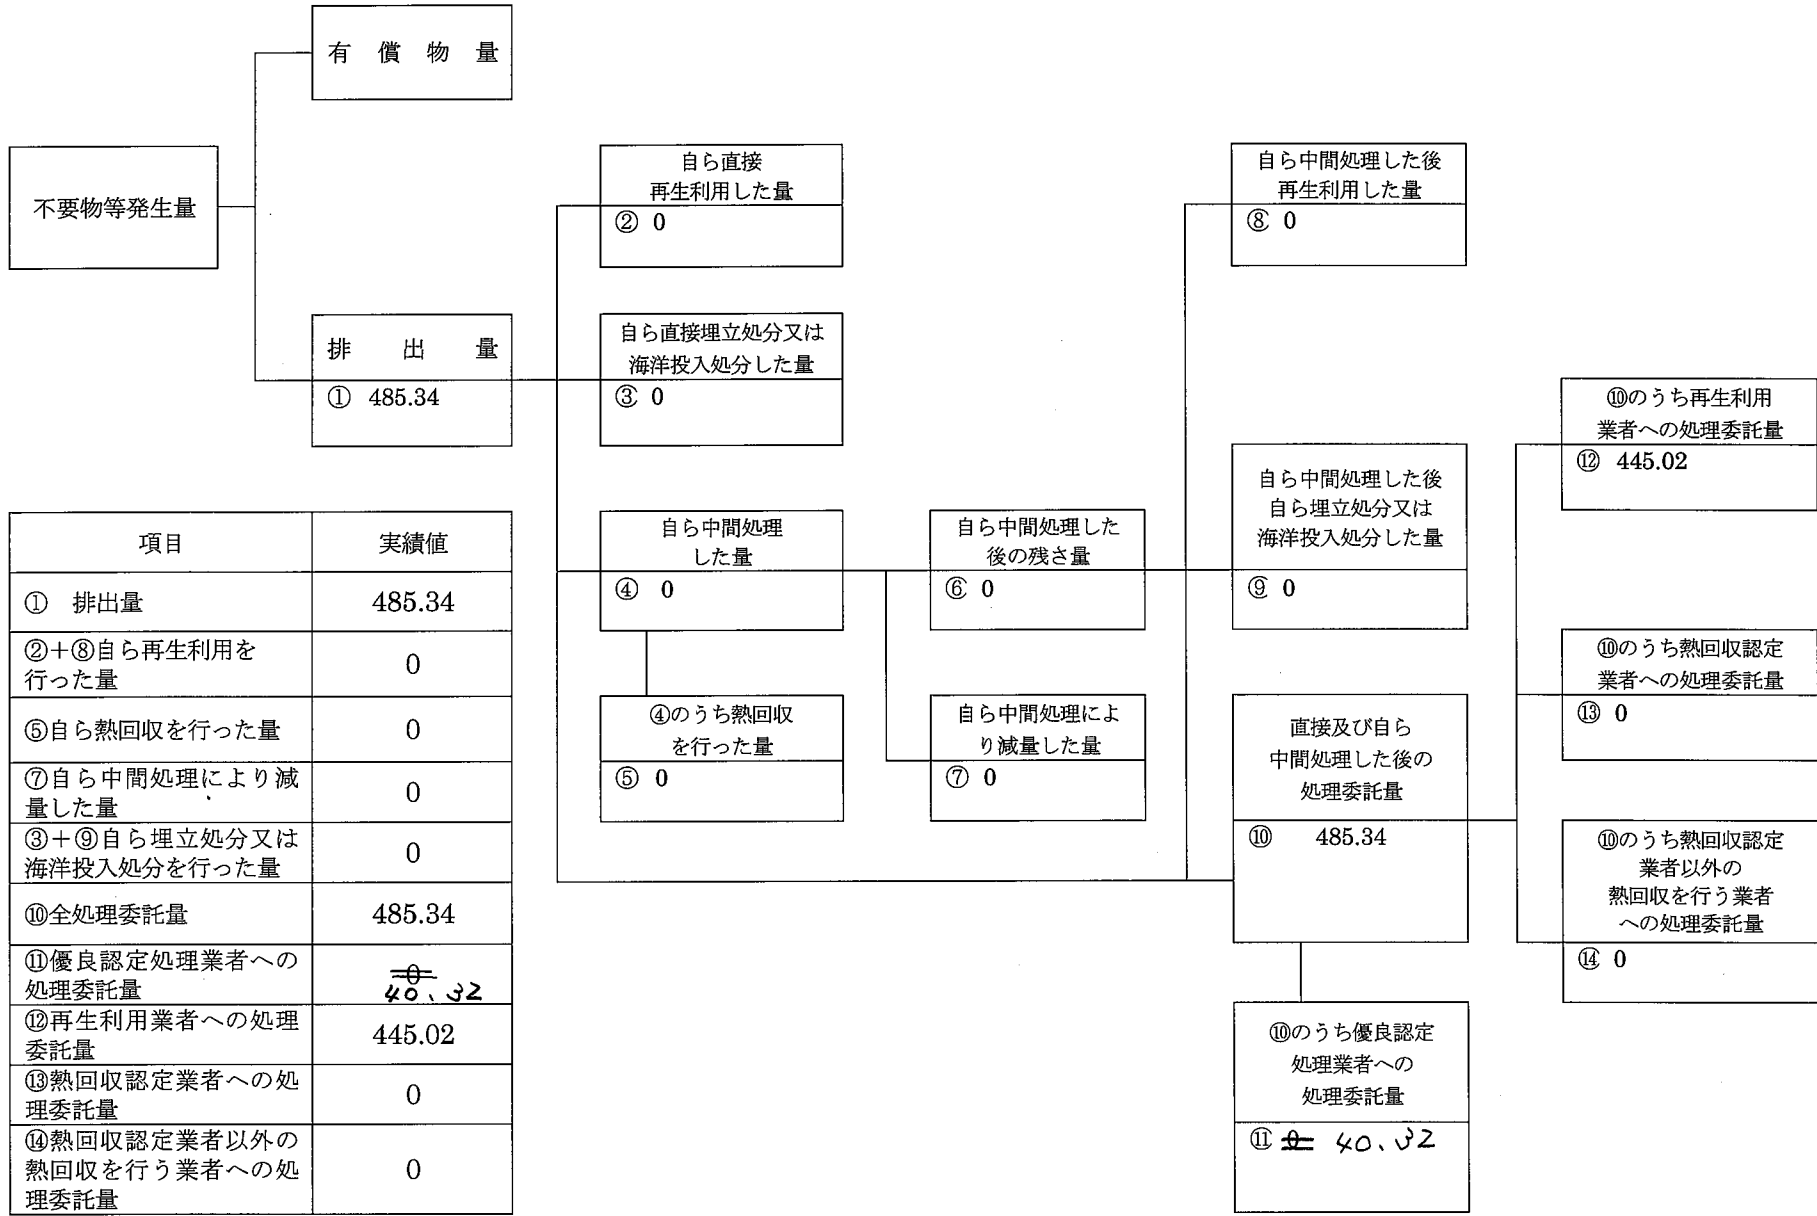 有償物量
不要物等発生量
排出量
① 485.34
自ら直接
再生利用した量
② 0
自ら直接埋立処分又は
海洋投入処分した量
③ 0
自ら中間処理
した量
④ 0
④のうち熱回収
を行った量
⑤ 0
自ら中間処理した
後の残さ量
⑥ 0
自ら中間処理によ
り減量した量
⑦ 0
自ら中間処理した後
再生利用した量
⑧ 0
自ら中間処理した後
自ら埋立処分又は
海洋投入処分した量
⑨ 0
直接及び自ら
中間処理した後の
処理委託量
⑩ 485.34
⑩のうち優良認定
処理業者への
処理委託量
⑪ 0 40.32
⑩のうち再生利用
業者への処理委託量
⑫ 445.02
⑩のうち熱回収認定
業者への処理委託量
⑬ 0
⑩のうち熱回収認定
業者以外の
熱回収を行う業者
への処理委託量
⑭ 0
項目 実績値
① 排出量 485.34
②+⑧自ら再生利用を
行った量 0
⑤自ら熱回収を行った量 0
⑦自ら中間処理により減
量した量 0
③+⑨自ら埋立処分又は
海洋投入処分を行った量 0
⑩全処理委託量 485.34
⑪優良認定処理業者への
処理委託量 0
40.32
⑫再生利用業者への処理
委託量 445.02
⑬熱回収認定業者への処
理委託量 0
⑭熱回収認定業者以外の
熱回収を行う業者への処
理委託量 0